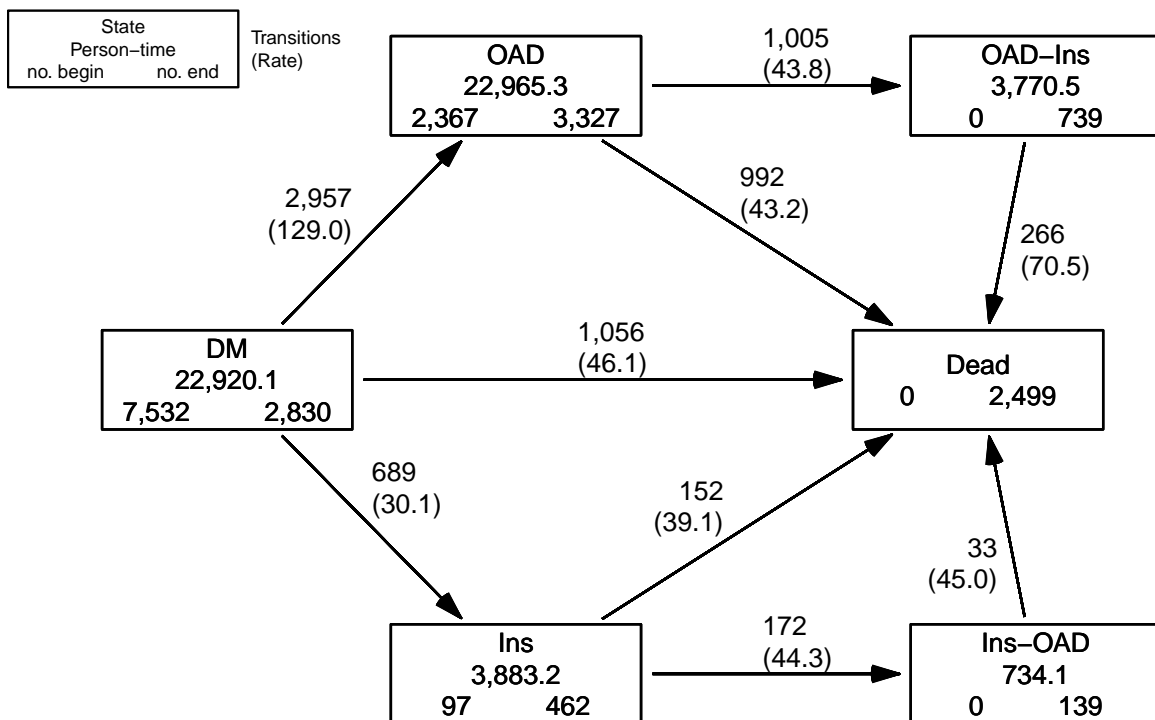 State
Person−time
no. begin no. end
Transitions
(Rate)
OAD
22,965.3
2,367 3,327
1,005
(43.8)
OAD−Ins
3,770.5
0 739
2,957
(129.0)
992
(43.2)
266
(70.5)
DM
22,920.1
7,532 2,830
1,056
(46.1)
Dead
0 2,499
689
(30.1)
152
(39.1)
33
(45.0)
Ins
3,883.2
97 462
172
(44.3)
Ins−OAD
734.1
0 139